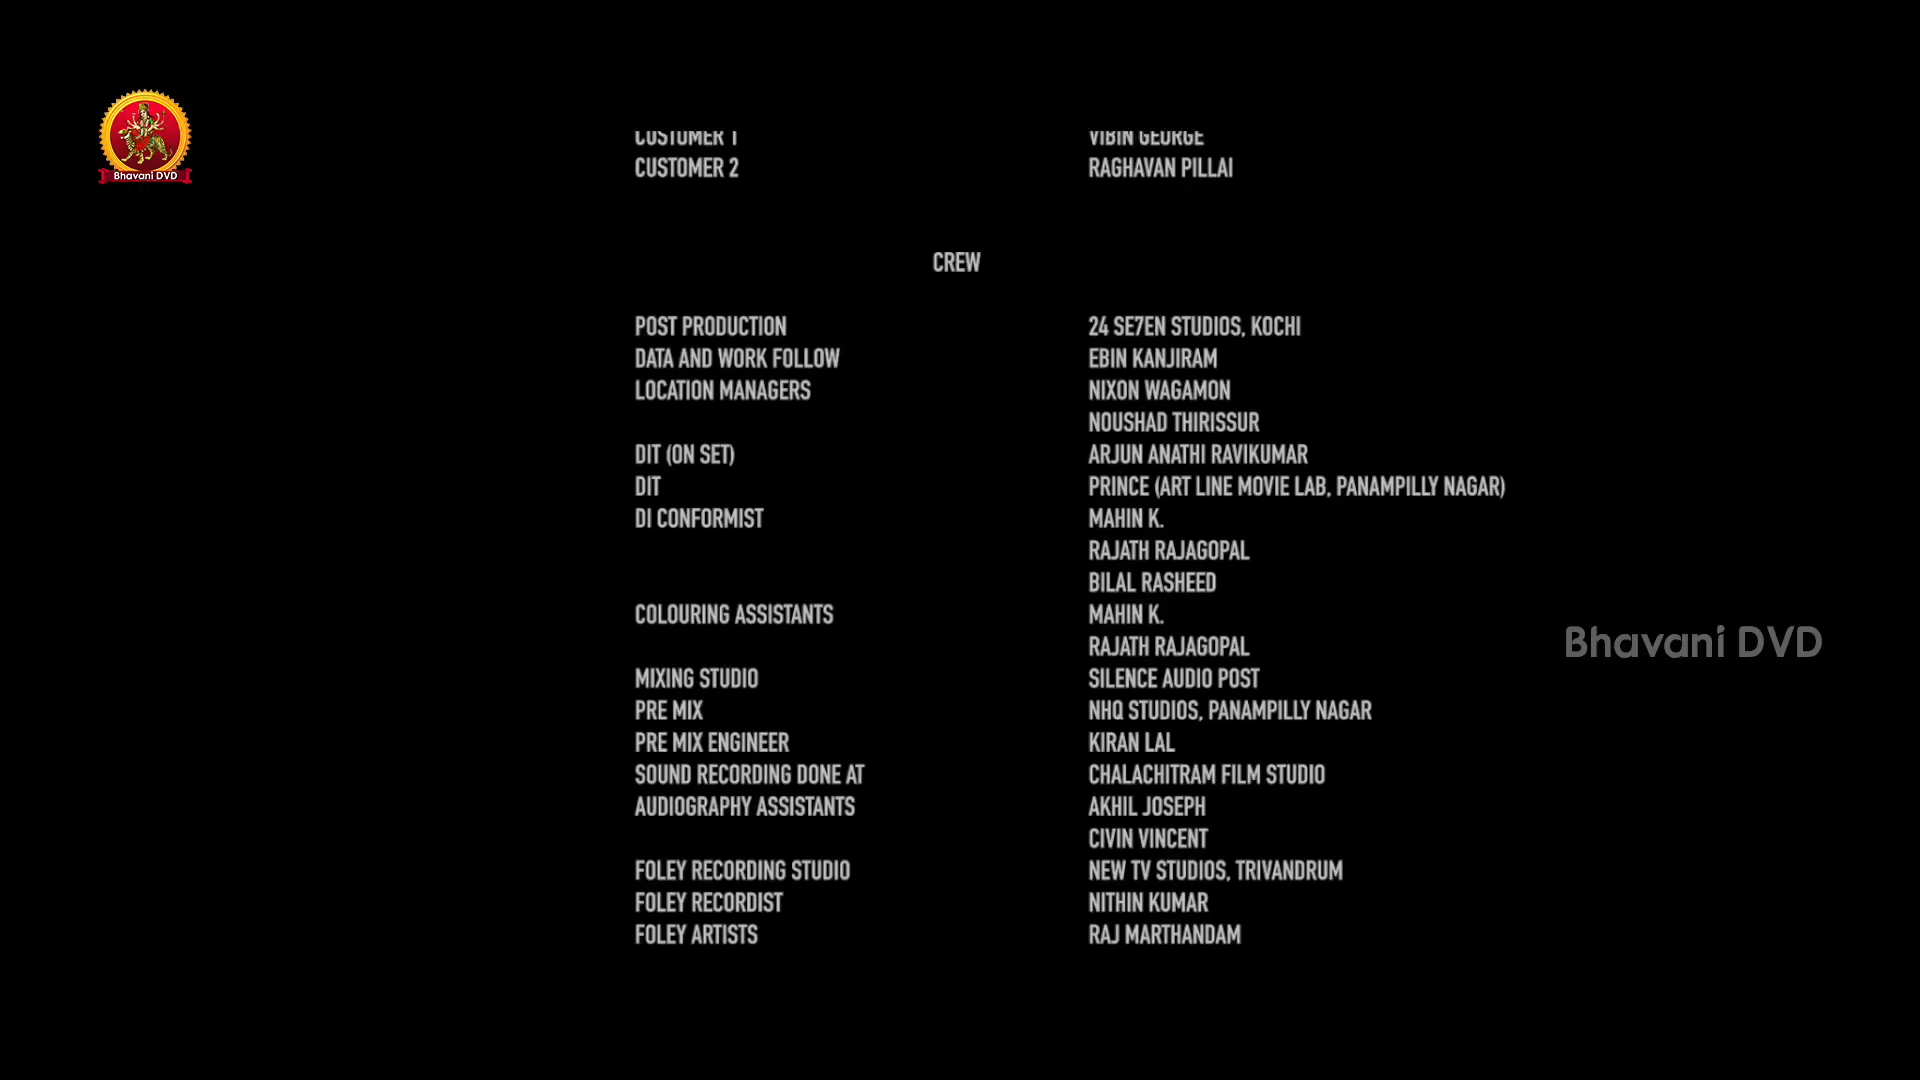 Bhavani DVD
CUSTOMER 1 VIBIN GEORGE
CUSTOMER 2 RAGHAVAN PILLAI
CREW
POST PRODUCTION 24 SE7EN STUDIOS, KOCHI
DATA AND WORK FOLLOW EBIN KANJIRAM
LOCATION MANAGERS NIXON WAGAMON
NOUSHAD THIRISSUR
DIT (ON SET) ARJUN ANATHI RAVIKUMAR
DIT PRINCE (ART LINE MOVIE LAB, PANAMPILLY NAGAR)
DI CONFORMIST MAHIN K.
RAJATH RAJAGOPAL
BILAL RASHEED
COLOURING ASSISTANTS MAHIN K.
RAJATH RAJAGOPAL
Bhavani DVD
MIXING STUDIO SILENCE AUDIO POST
PRE MIX NHQ STUDIOS, PANAMPILLY NAGAR
PRE MIX ENGINEER KIRAN LAL
SOUND RECORDING DONE AT CHALACHITRAM FILM STUDIO
AUDIOGRAPHY ASSISTANTS AKHIL JOSEPH
CIVIN VINCENT
FOLEY RECORDING STUDIO NEW TV STUDIOS, TRIVANDRUM
FOLEY RECORDIST NITHIN KUMAR
FOLEY ARTISTS RAJ MARTHANDAM